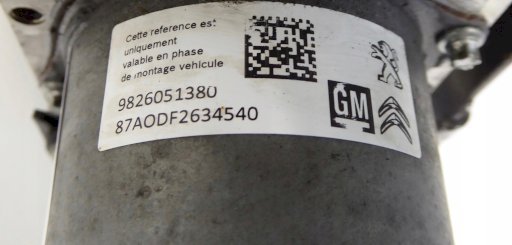 Cette reference est
uniquement
valable en phase
de montage vehicule
9826051380
87AODF2634540
GM